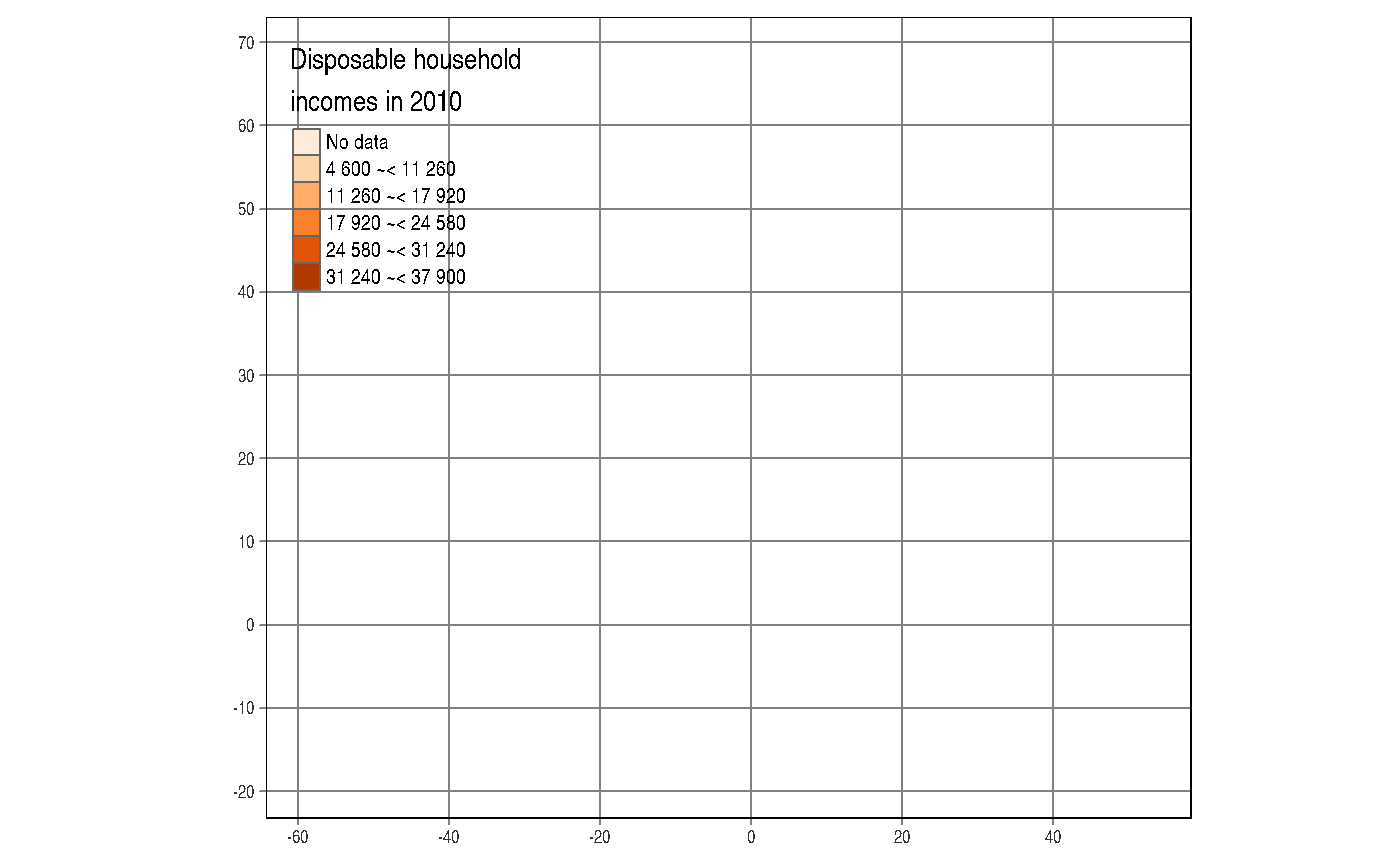 70
Disposable household
incomes in 2010
60
No data
4 600 ~< 11 260
11 260 ~< 17 920
50
17 920 ~< 24 580
24 580 ~< 31 240
31 240 ~< 37 900
40
30
20
10
0
-10
-20
-60 -40 -20 0 20 40